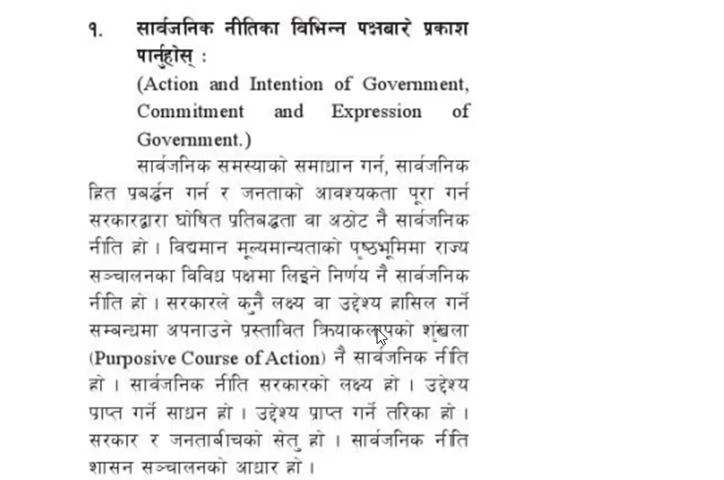 १. सार्वजनिक नीतिका विभिन्न पक्षबारे प्रकाश
पार्नुहोस् :
(Action and Intention of Government,
Commitment and Expression of
Government.)
सार्वजनिक समस्याको समाधान गर्न, सार्वजनिक
हित प्रबर्द्धन गर्न र जनताको आवश्यकता पूरा गर्न
सरकारद्वारा घोषित प्रतिबद्धता वा अठोट नै सार्वजनिक
नीति हो । विद्यमान मूल्यमान्यताको पृष्ठभूमिमा राज्य
सञ्चालनका विविध पक्षमा लिइने निर्णय नै सार्वजनिक
नीति हो । सरकारले कुनै लक्ष्य वा उद्देश्य हासिल गर्ने
सम्बन्धमा अपनाउने प्रस्तावित क्रियाकलापको शृंखला
(Purposive Course of Action) नै सार्वजनिक नीति
हो । सार्वजनिक नीति सरकारको लक्ष्य हो । उद्देश्य
प्राप्त गर्ने साधन हो । उद्देश्य प्राप्त गर्ने तरिका हो ।
सरकार र जनताबीचको सेतु हो । सार्वजनिक नीति
शासन सञ्चालनको आधार हो ।